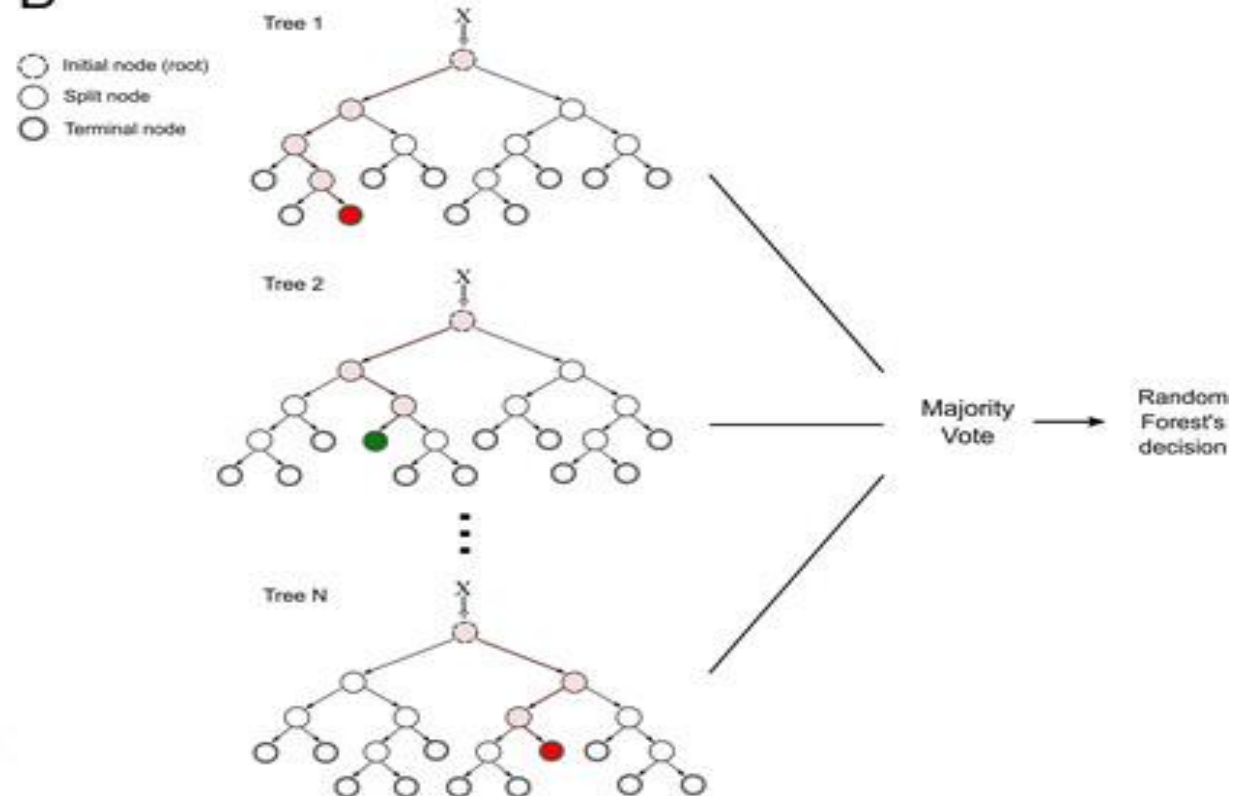 Tree 1
X
Initial node (root)
Split node
Terminal node
Tree 2
X
Majority
Vote
Random
Forest's
decision
Tree N
X